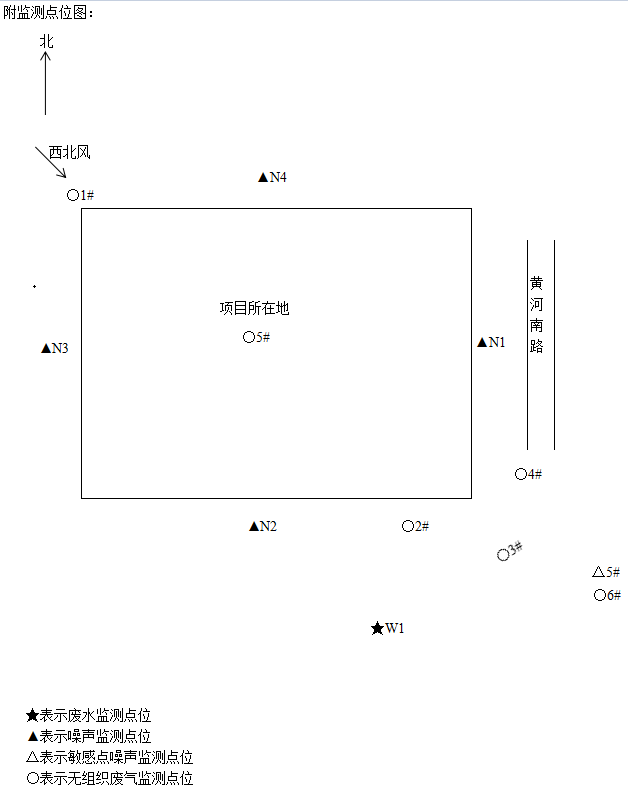 附监测点位图：
北
西北风
▲N4
○1#
黄河南路
项目所在地
○5#
▲N3
▲N1
○4#
▲N2
○2#
○3#
△5#
○6#
★W1
★表示废水监测点位
▲表示噪声监测点位
△表示敏感点噪声监测点位
○表示无组织废气监测点位